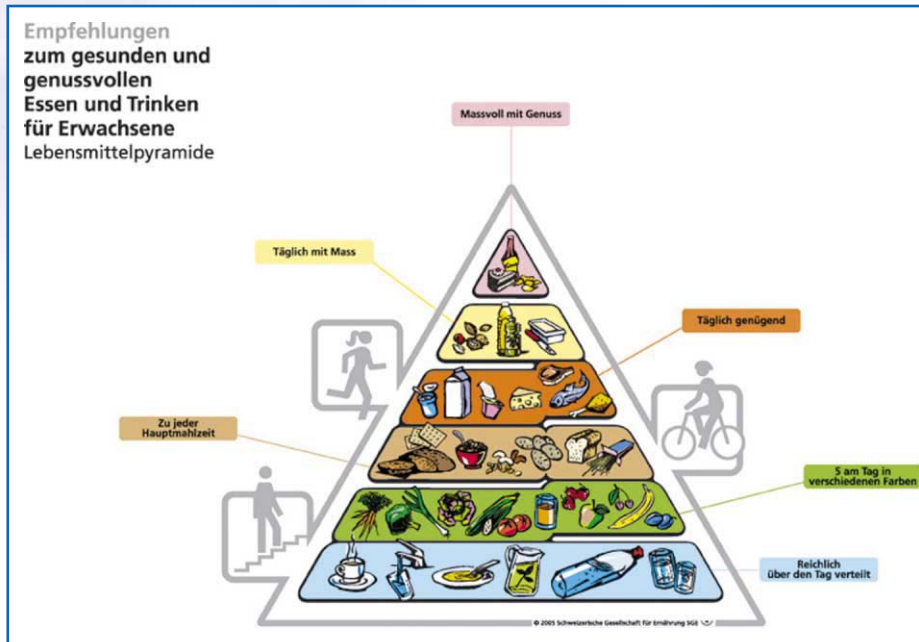 Empfehlungen
zum gesunden und
genussvollen
Essen und Trinken
für Erwachsene
Lebensmittelpyramide
Massvoll mit Genuss
Täglich mit Mass
Täglich genügend
Zu jeder
Hauptmahlzeit
5 am Tag in
verschiedenen Farben
Reichlich
über den Tag verteilt
© 2005 Schweizerische Gesellschaft für Ernährung SGE